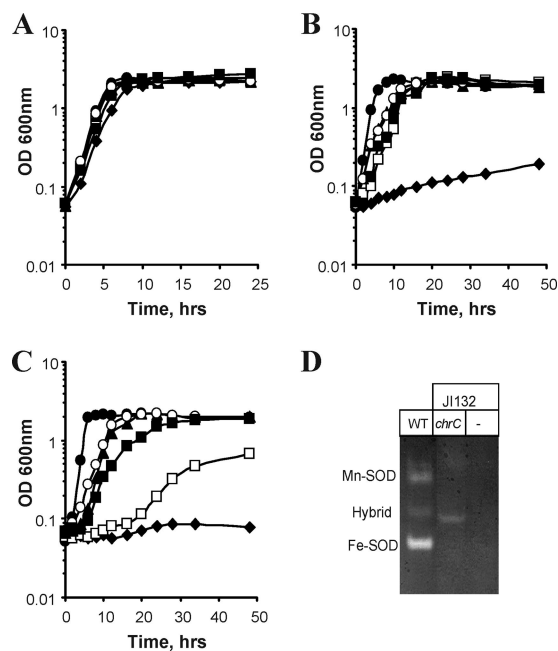 A
OD 600nm
10
1
0.1
0.01
0 5 10 15 20 25
Time, hrs
B
OD 600nm
10
1
0.1
0.01
0 10 20 30 40 50
Time, hrs
C
OD 600nm
10
1
0.1
0.01
0 10 20 30 40 50
Time, hrs
D
JI132
WT chrC -
Mn-SOD
Hybrid
Fe-SOD